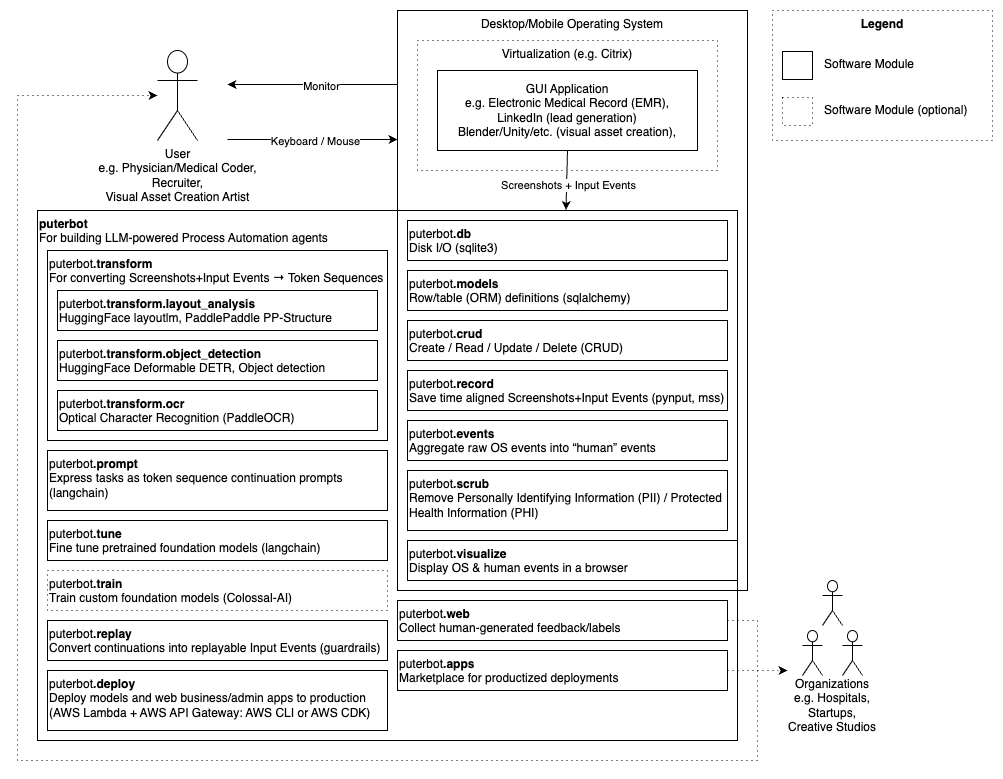 Desktop/Mobile Operating System
Virtualization (e.g. Citrix)
GUI Application
e.g. Electronic Medical Record (EMR),
LinkedIn (lead generation)
Blender/Unity/etc. (visual asset creation),
Legend
Software Module
Software Module (optional)
Monitor
Keyboard / Mouse
User
e.g. Physician/Medical Coder,
Recruiter,
Visual Asset Creation Artist
Screenshots + Input Events
puterbot
For building LLM-powered Process Automation agents
puterbot.transform
For converting Screenshots+Input Events → Token Sequences
puterbot.transform.layout_analysis
HuggingFace layoutlm, PaddlePaddle PP-Structure
puterbot.transform.object_detection
HuggingFace Deformable DETR, Object detection
puterbot.transform.ocr
Optical Character Recognition (PaddleOCR)
puterbot.prompt
Express tasks as token sequence continuation prompts
(langchain)
puterbot.tune
Fine tune pretrained foundation models (langchain)
puterbot.train
Train custom foundation models (Colossal-AI)
puterbot.replay
Convert continuations into replayable Input Events (guardrails)
puterbot.deploy
Deploy models and web business/admin apps to production
(AWS Lambda + AWS API Gateway: AWS CLI or AWS CDK)
puterbot.db
Disk I/O (sqlite3)
puterbot.models
Row/table (ORM) definitions (sqlalchemy)
puterbot.crud
Create / Read / Update / Delete (CRUD)
puterbot.record
Save time aligned Screenshots+Input Events (pynput, mss)
puterbot.events
Aggregate raw OS events into “human” events
puterbot.scrub
Remove Personally Identifying Information (PII) / Protected
Health Information (PHI)
puterbot.visualize
Display OS & human events in a browser
puterbot.web
Collect human-generated feedback/labels
puterbot.apps
Marketplace for productized deployments
Organizations
e.g. Hospitals,
Startups,
Creative Studios